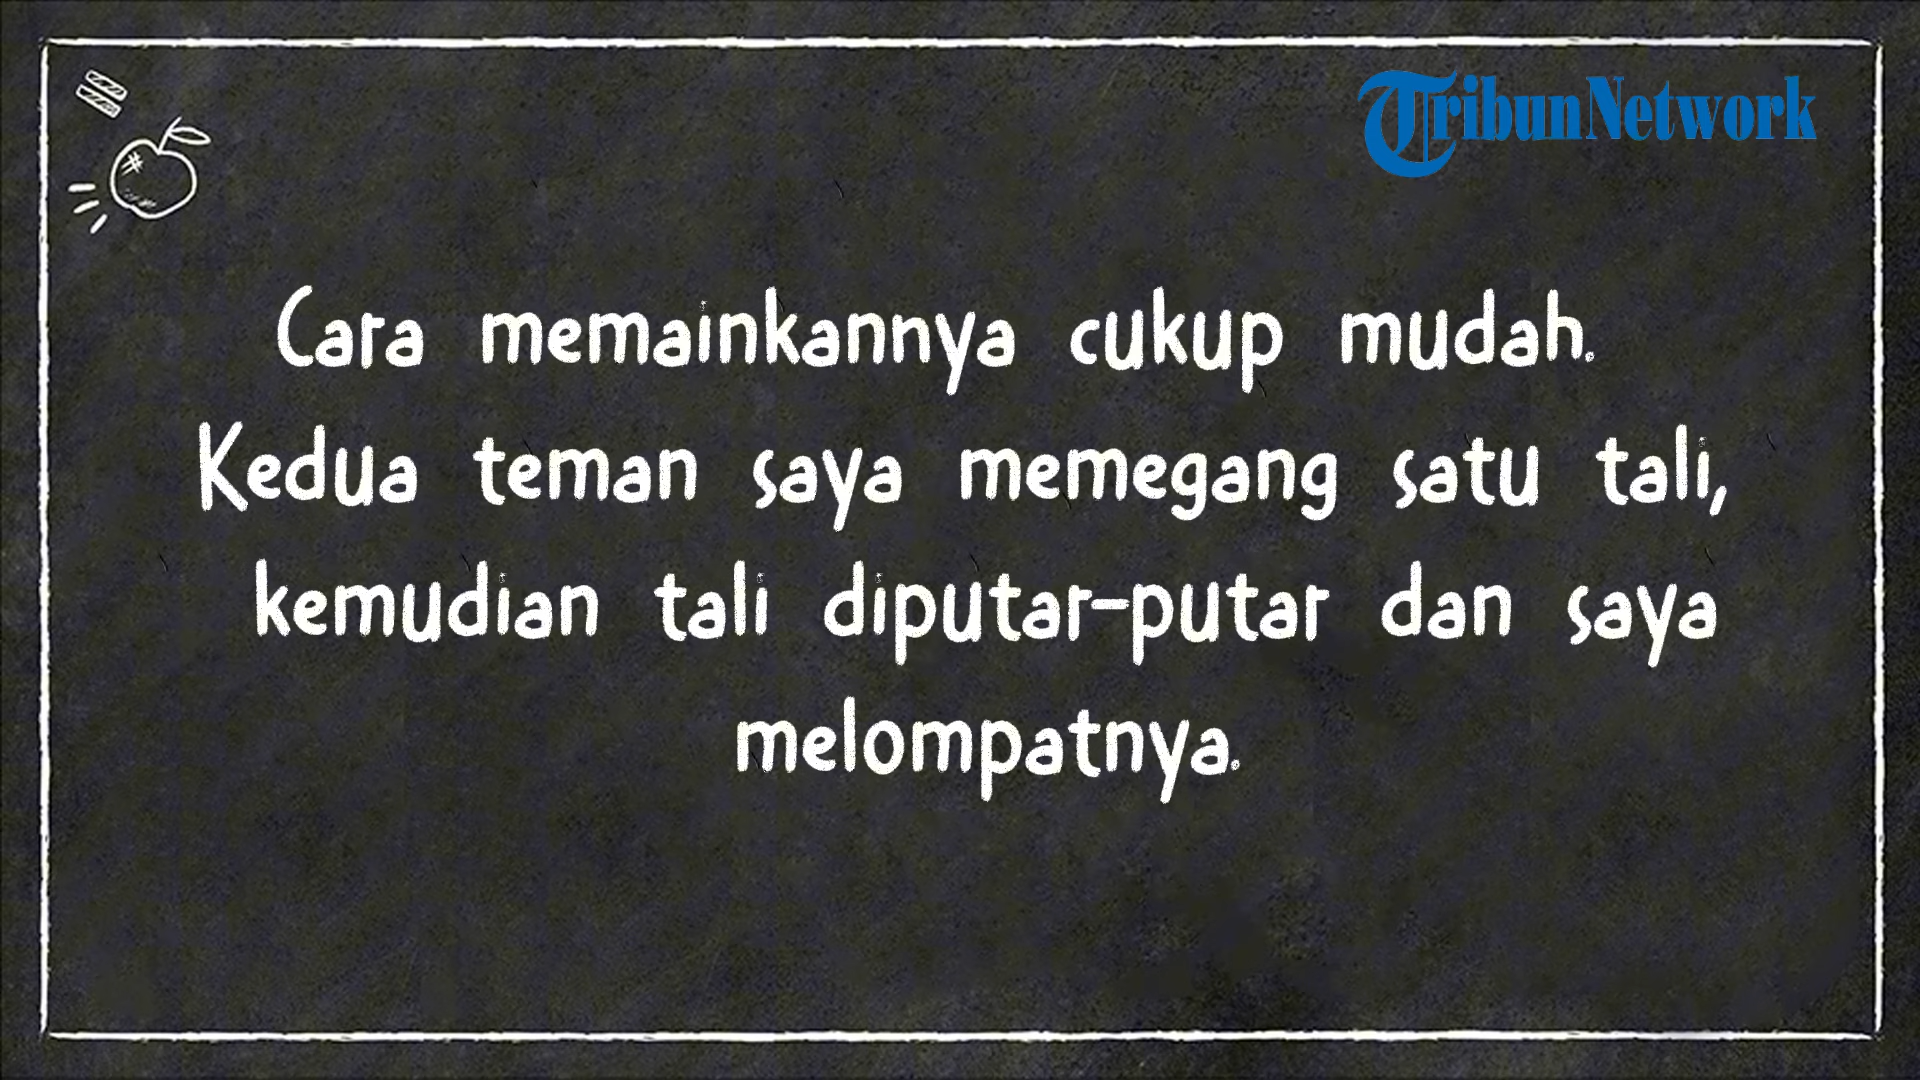 TribunNetwork
Cara memainkannya cukup mudah.
Kedua teman saya memegang satu tali,
kemudian tali diputar-putar dan saya
melompatnya.